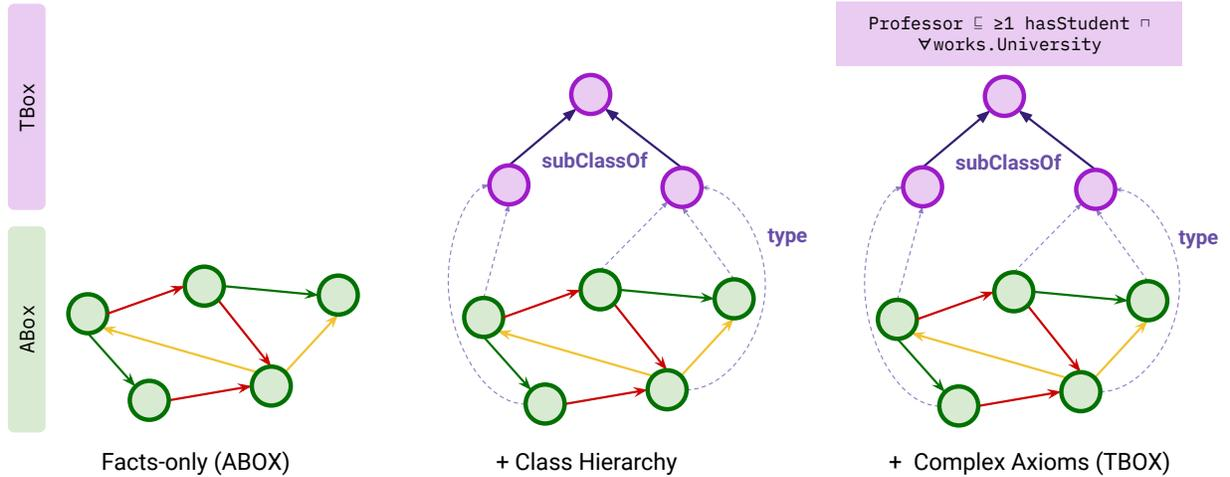 TBox
Professor ⊑ ≥1 hasStudent ⊓
∀works.University
subClassOf
subClassOf
type
type
ABox
Facts-only (ABOX)
+ Class Hierarchy
+ Complex Axioms (TBOX)